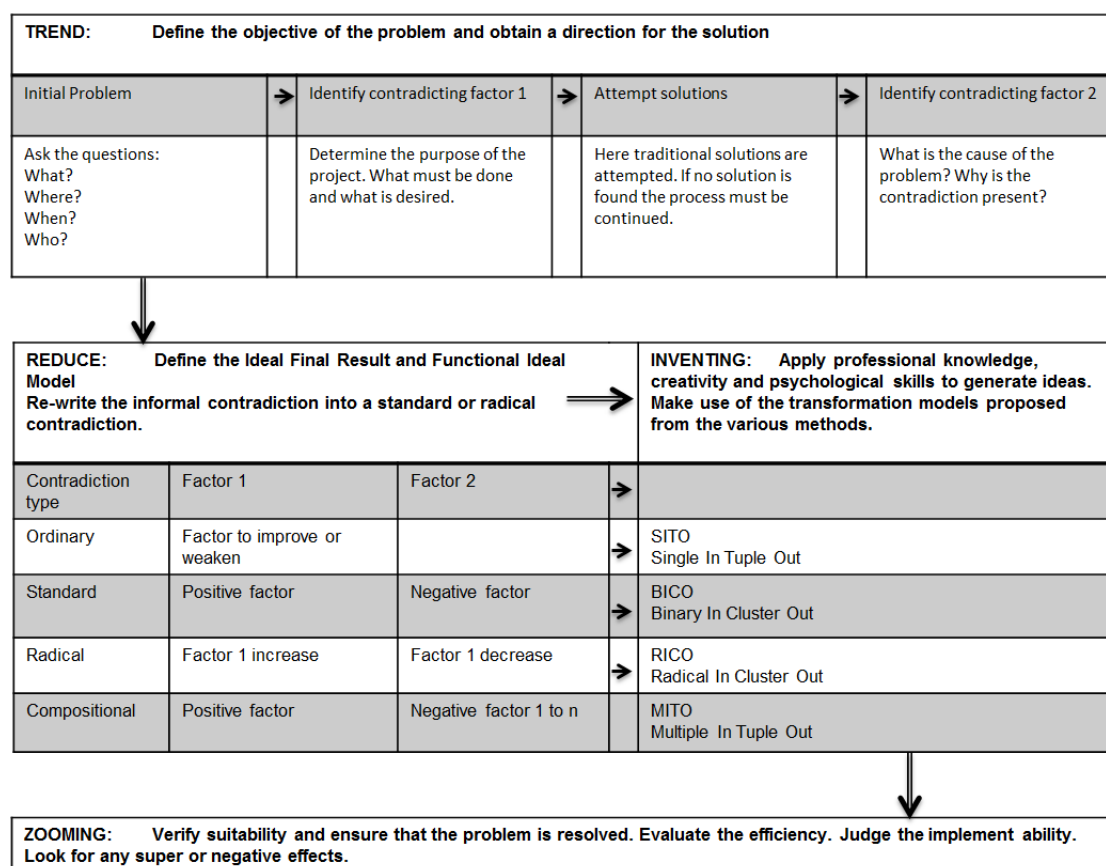 TREND: Define the objective of the problem and obtain a direction for the solution
Initial Problem
Identify contradicting factor 1
Attempt solutions
Identify contradicting factor 2
Ask the questions:
What?
Where?
When?
Who?
Determine the purpose of the
project. What must be done
and what is desired.
Here traditional solutions are
attempted. If no solution is
found the process must be
continued.
What is the cause of the
problem? Why is the
contradiction present?
REDUCE: Define the Ideal Final Result and Functional Ideal
Model
Re-write the informal contradiction into a standard or radical
contradiction.
INVENTING: Apply professional knowledge,
creativity and psychological skills to generate ideas.
Make use of the transformation models proposed
from the various methods.
Contradiction
type
Factor 1
Factor 2
Ordinary
Factor to improve or
weaken
SITO
Single In Tuple Out
Standard
Positive factor
Negative factor
BICO
Binary In Cluster Out
Radical
Factor 1 increase
Factor 1 decrease
RICO
Radical In Cluster Out
Compositional
Positive factor
Negative factor 1 to n
MITO
Multiple In Tuple Out
ZOOMING: Verify suitability and ensure that the problem is resolved. Evaluate the efficiency. Judge the implement ability.
Look for any super or negative effects.